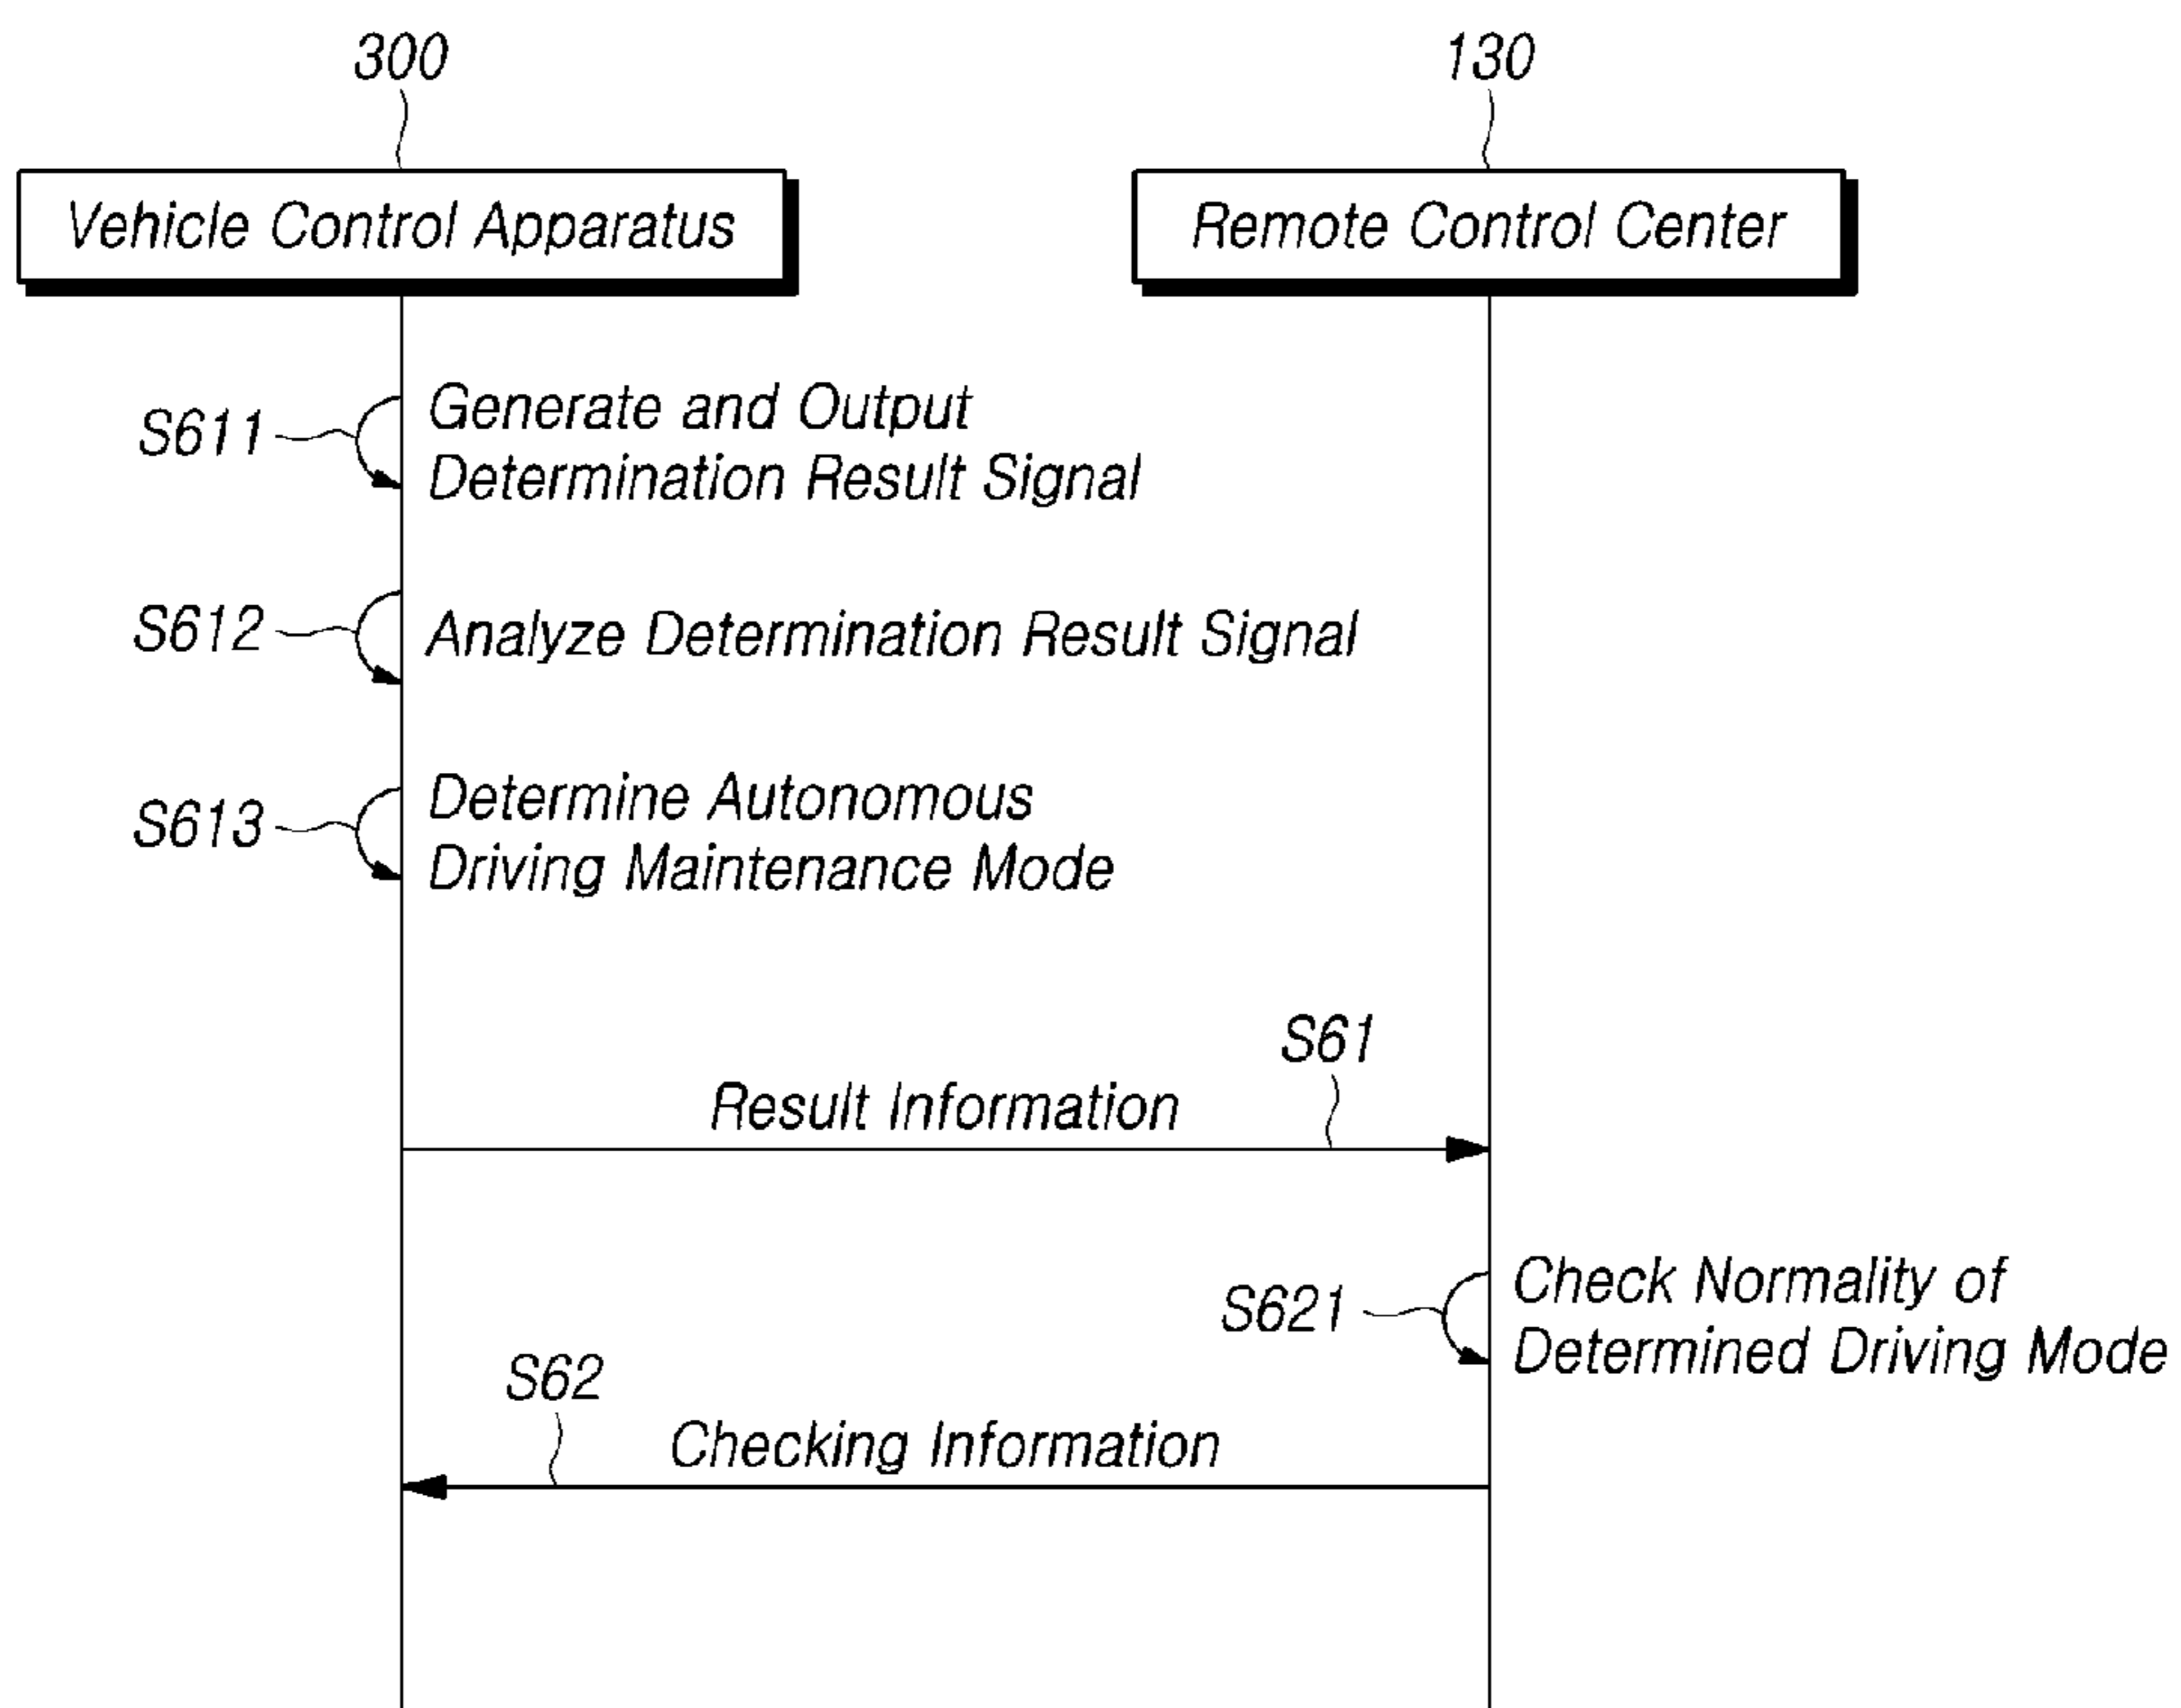 300
130
Vehicle Control Apparatus
Remote Control Center
S611
Generate and Output
Determination Result Signal
S612
Analyze Determination Result Signal
S613
Determine Autonomous
Driving Maintenance Mode
S61
Result Information
S621
Check Normality of
Determined Driving Mode
S62
Checking Information